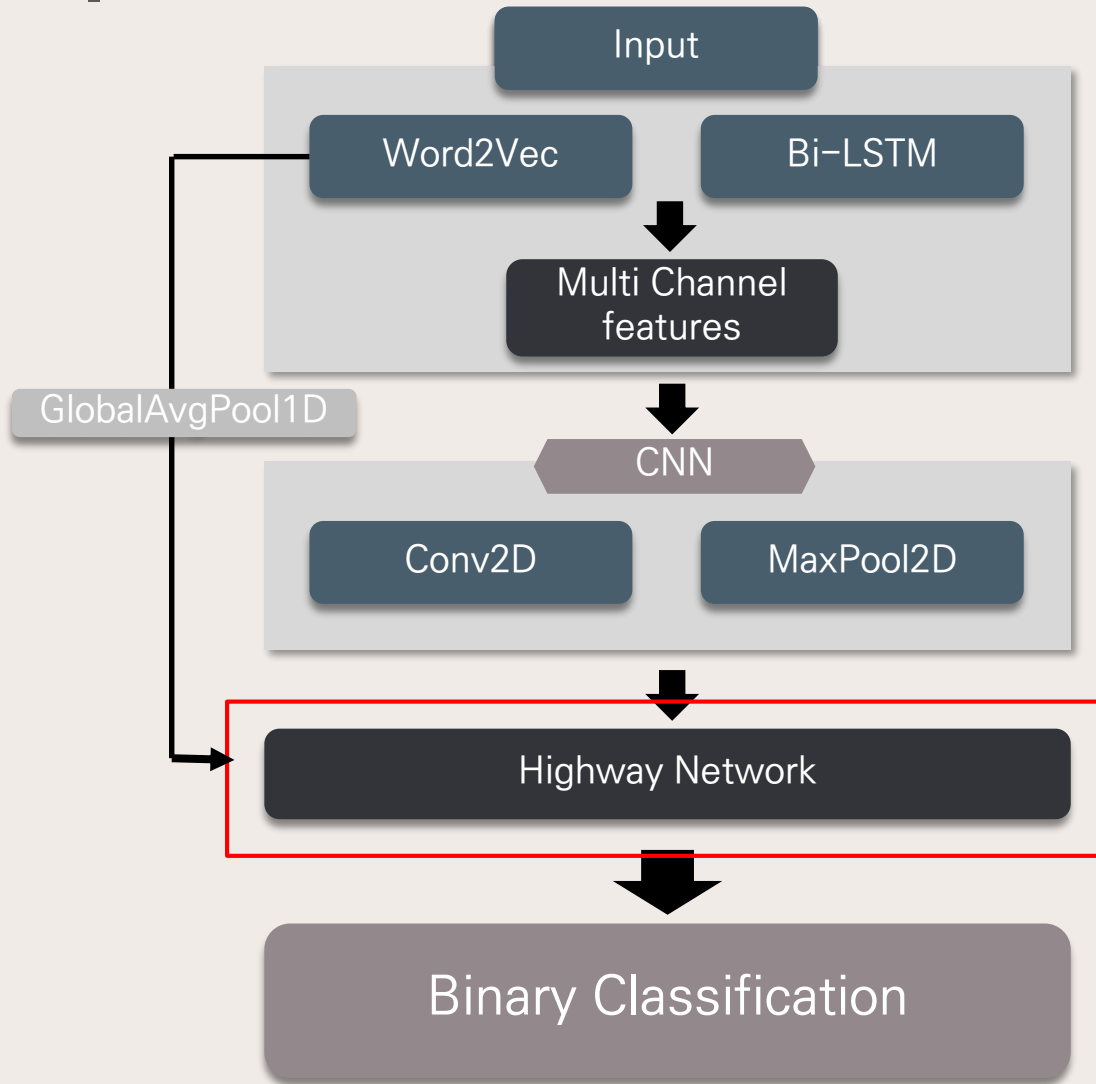 Input
Word2Vec
Bi-LSTM
Multi Channel
features
GlobalAvgPool1D
CNN
Conv2D
MaxPool2D
Highway Network
Binary Classification